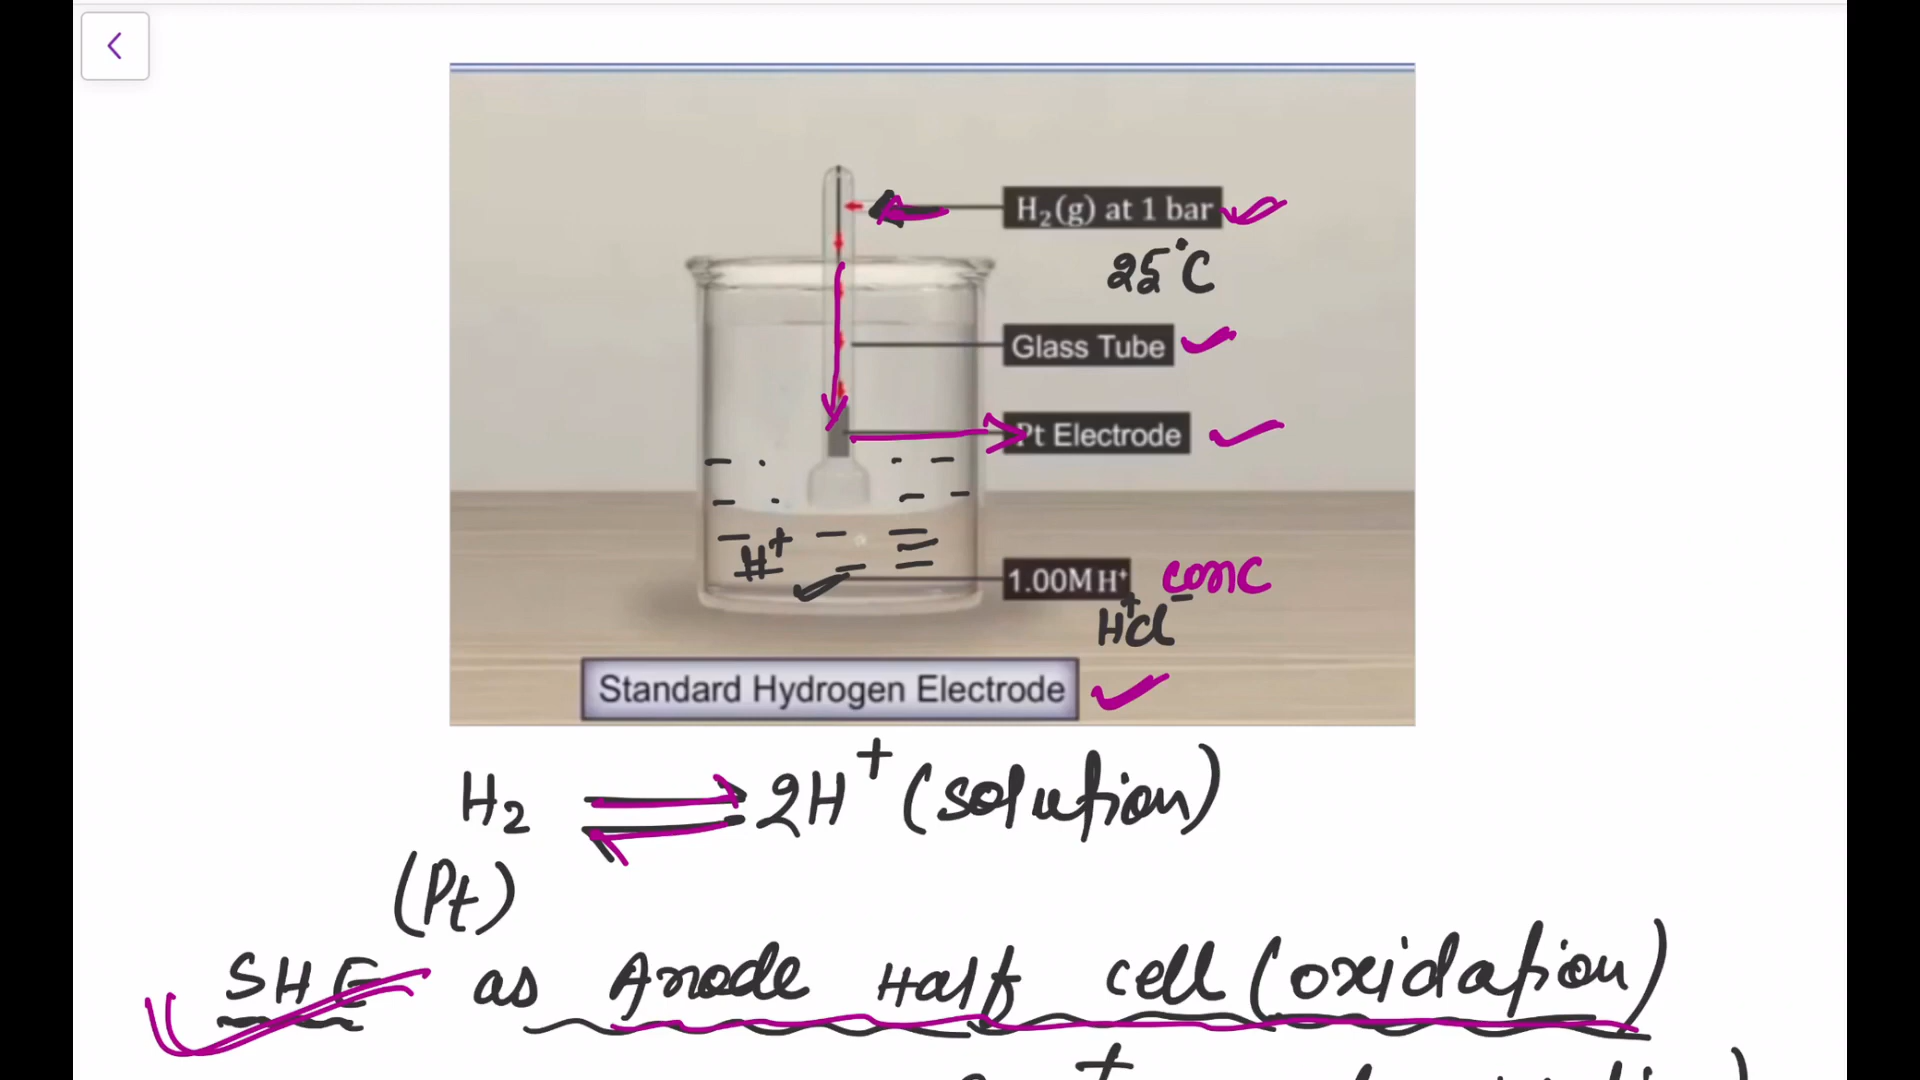 H₂(g) at 1 bar
25°C
Glass Tube
Pt Electrode
H⁺
1.00M H⁺ conc
H⁺Cl⁻
Standard Hydrogen Electrode
H₂ ⇌ 2H⁺ (solution)
(Pt)
SHE as Anode Half cell (oxidation)